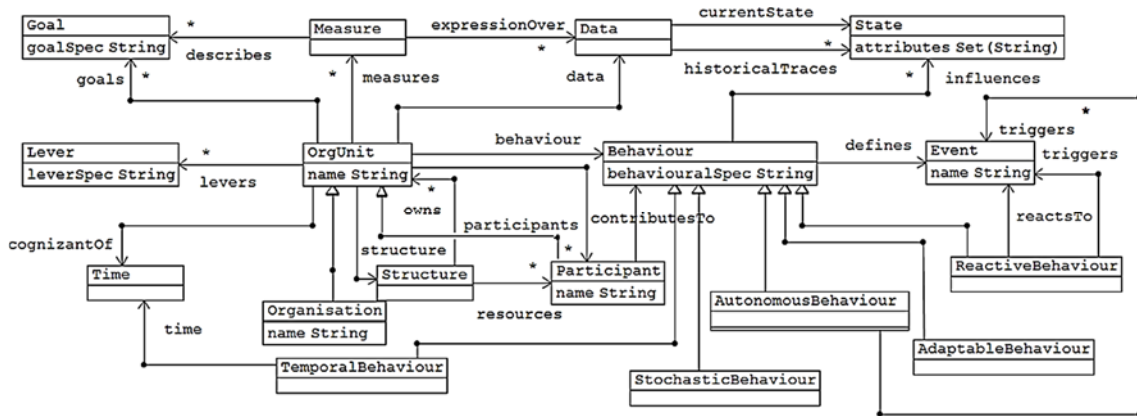 Goal
goalSpec String
*
describes
Measure
expressionOver
*
Data
currentState
*
historicalTraces
State
attributes Set(String)
goals
*
*
measures
data
*
influences
*
triggers
Lever
leverSpec String
*
levers
OrgUnit
name String
behaviour
Behaviour
behaviouralSpec String
defines
Event
name String
triggers
*
owns
participants
*
contributesTo
reactsTo
cognizantOf
structure
Time
Structure
*
resources
Participant
name String
ReactiveBehaviour
Organisation
name String
AutonomousBehaviour
time
TemporalBehaviour
StochasticBehaviour
AdaptableBehaviour